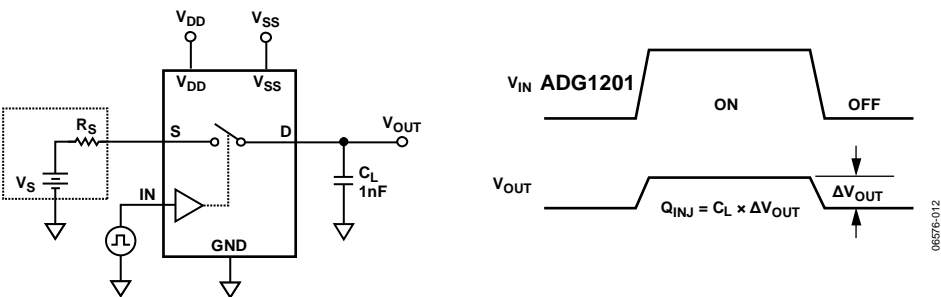 VDD VSS
VDD VSS
RS
VS
S
D
IN
GND
VOUT
CL
1nF
VIN ADG1201
ON
OFF
VOUT
QINJ = CL × ΔVOUT
ΔVOUT
06576-012